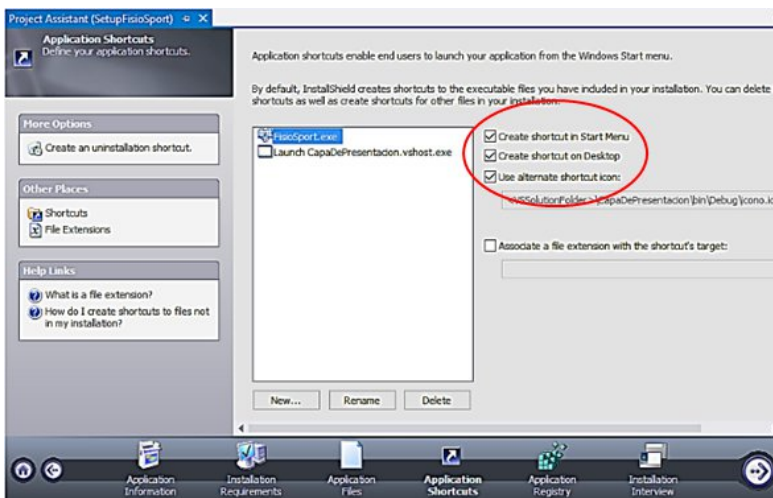 Project Assistant (SetupFisioSport)
Application Shortcuts
Define your application shortcuts.
More Options
Create an uninstallation shortcut.
Other Places
Shortcuts
File Extensions
Help Links
What is a file extension?
How do I create shortcuts to files not
in my installation?
Application shortcuts enable end users to launch your application from the Windows Start menu.
By default, InstallShield creates shortcuts to the executable files you have included in your installation. You can delete
shortcuts as well as create shortcuts for other files in your installation.
FisioSport.exe
Launch CapaDePresentacion.vshost.exe
Create shortcut in Start Menu
Create shortcut on Desktop
Use alternate shortcut icon:
<VSSolutionFolder>\CapaDePresentacion\bin\Debug\icono.ic
Associate a file extension with the shortcut's target:
New...
Rename
Delete
Application
Information
Installation
Requirements
Application
Files
Application
Shortcuts
Application
Registry
Installation
Interview